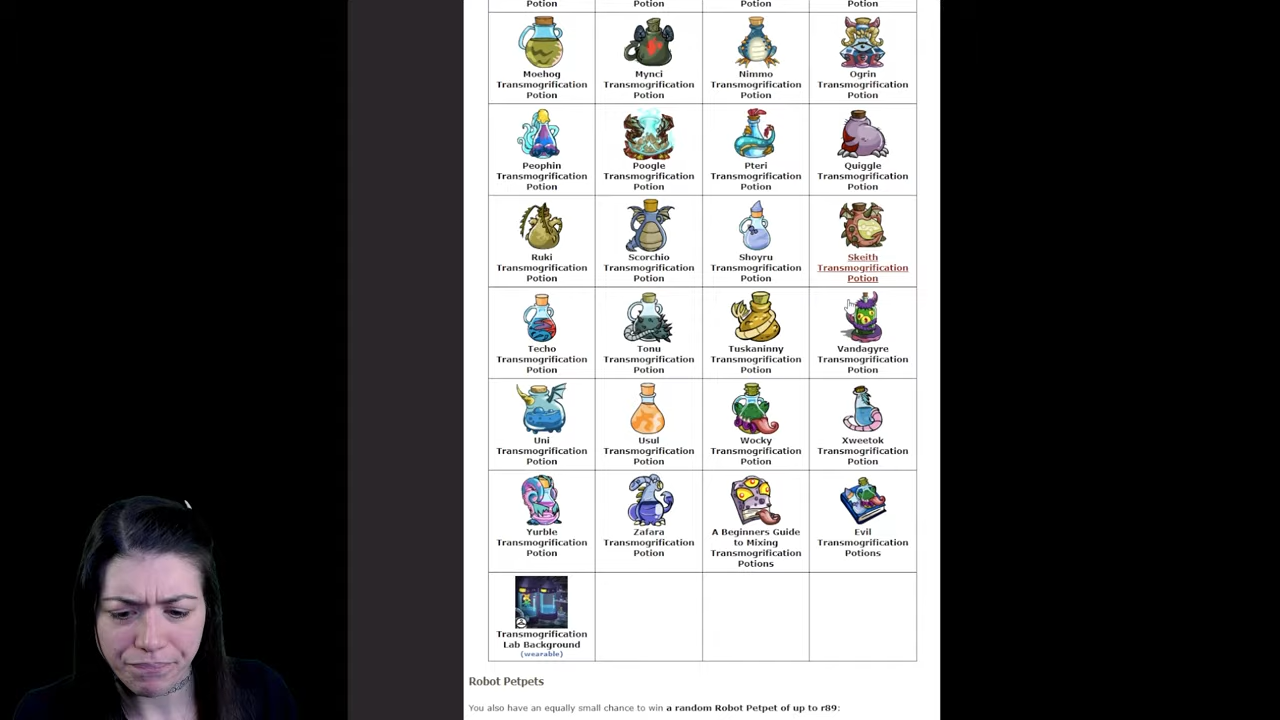 Potion Potion Potion Potion
Moehog Transmogrification Potion
Mynci Transmogrification Potion
Nimmo Transmogrification Potion
Ogrin Transmogrification Potion
Peophin Transmogrification Potion
Poogle Transmogrification Potion
Pteri Transmogrification Potion
Quiggle Transmogrification Potion
Ruki Transmogrification Potion
Scorchio Transmogrification Potion
Shoyru Transmogrification Potion
Skeith Transmogrification Potion
Techo Transmogrification Potion
Tonu Transmogrification Potion
Tuskaninny Transmogrification Potion
Vandagyre Transmogrification Potion
Uni Transmogrification Potion
Usul Transmogrification Potion
Wocky Transmogrification Potion
Xweetok Transmogrification Potion
Yurble Transmogrification Potion
Zafara Transmogrification Potion
A Beginners Guide to Mixing Transmogrification Potions
Evil Transmogrification Potions
Transmogrification Lab Background
(wearable)
Robot Petpets
You also have an equally small chance to win a random Robot Petpet of up to r89: